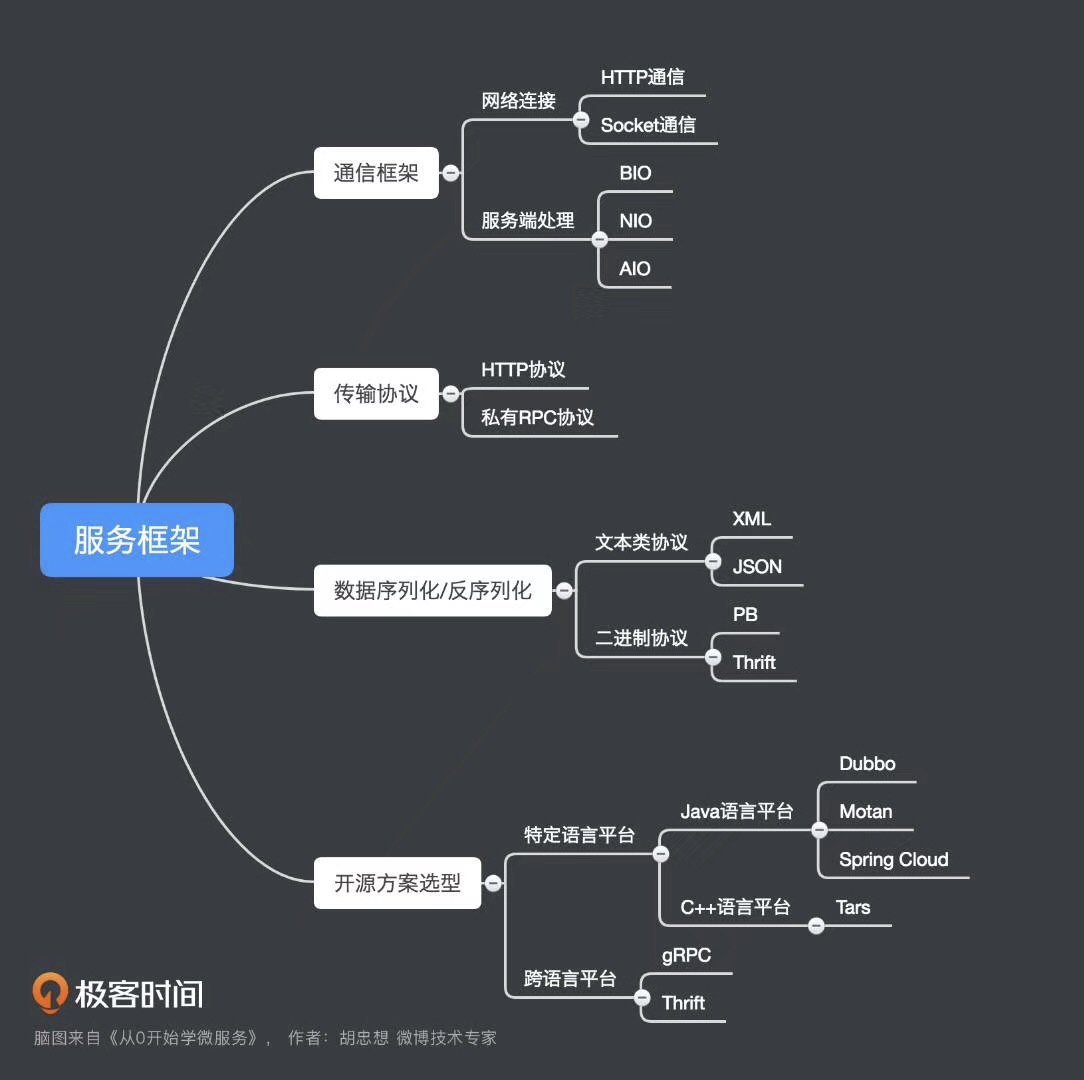 服务框架
通信框架
网络连接
HTTP通信
Socket通信
服务端处理
BIO
NIO
AIO
传输协议
HTTP协议
私有RPC协议
数据序列化/反序列化
文本类协议
XML
JSON
二进制协议
PB
Thrift
开源方案选型
特定语言平台
Java语言平台
Dubbo
Motan
Spring Cloud
C++语言平台
Tars
跨语言平台
gRPC
Thrift
极客时间
脑图来自《从0开始学微服务》， 作者：胡忠想 微博技术专家